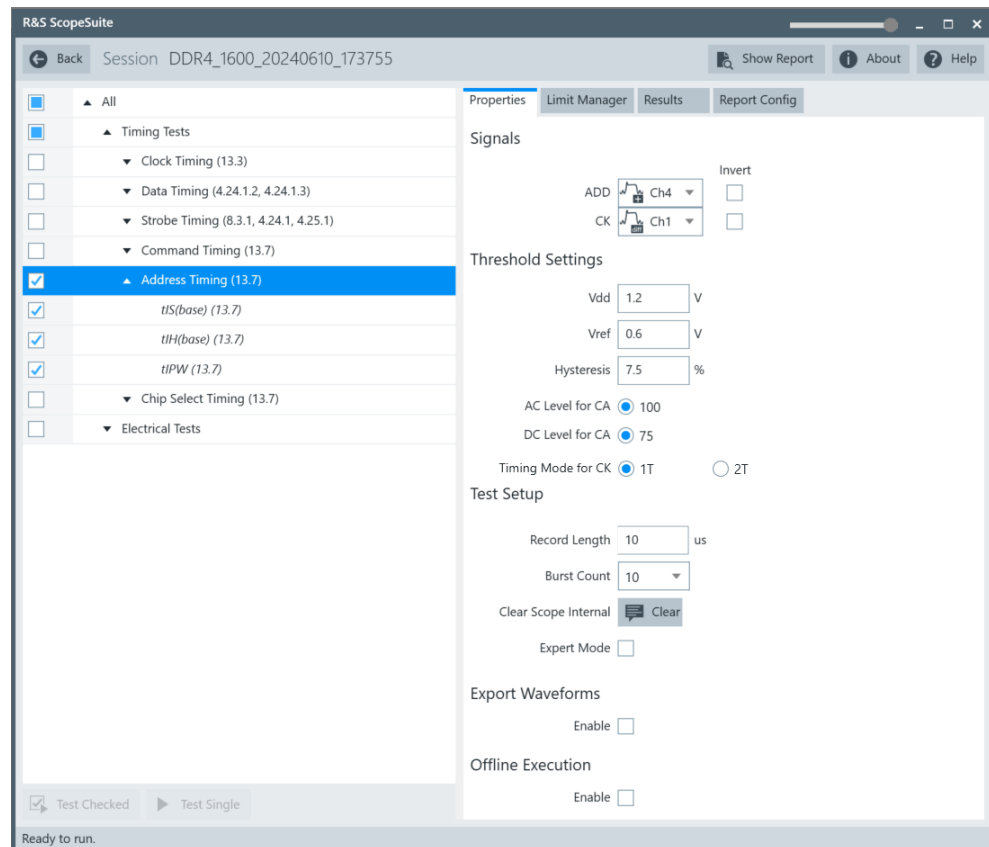 R&S ScopeSuite
Back Session DDR4_1600_20240610_173755 Show Report About Help
All
Timing Tests
Clock Timing (13.3)
Data Timing (4.24.1.2, 4.24.1.3)
Strobe Timing (8.3.1, 4.24.1, 4.25.1)
Command Timing (13.7)
Address Timing (13.7)
tIS(base) (13.7)
tIH(base) (13.7)
tIPW (13.7)
Chip Select Timing (13.7)
Electrical Tests
Test Checked Test Single
Ready to run.
Properties Limit Manager Results Report Config
Signals
Invert
ADD Ch4
CK diff Ch1
Threshold Settings
Vdd 1.2 V
Vref 0.6 V
Hysteresis 7.5 %
AC Level for CA 100
DC Level for CA 75
Timing Mode for CK 1T 2T
Test Setup
Record Length 10 us
Burst Count 10
Clear Scope Internal Clear
Expert Mode
Export Waveforms
Enable
Offline Execution
Enable